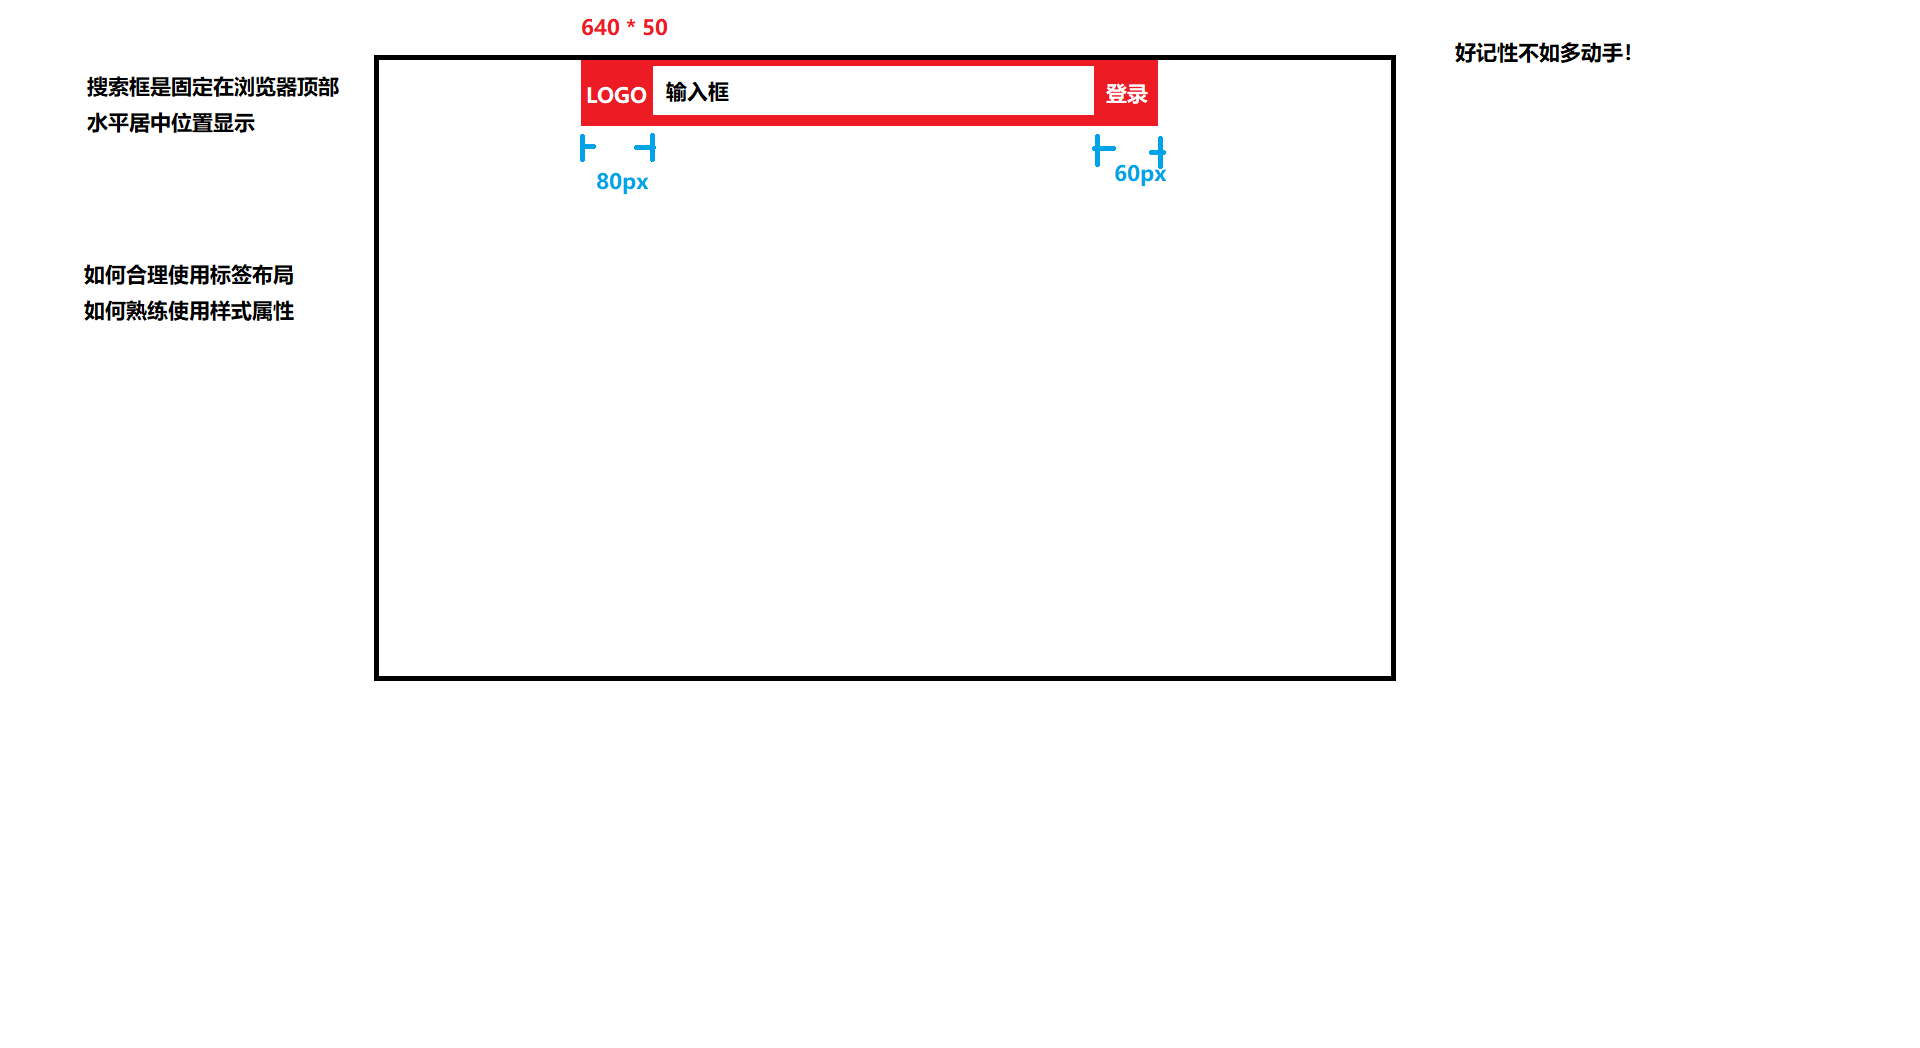 640 * 50
好记性不如多动手！
搜索框是固定在浏览器顶部
水平居中位置显示
LOGO
输入框
登录
80px
60px
如何合理使用标签布局
如何熟练使用样式属性